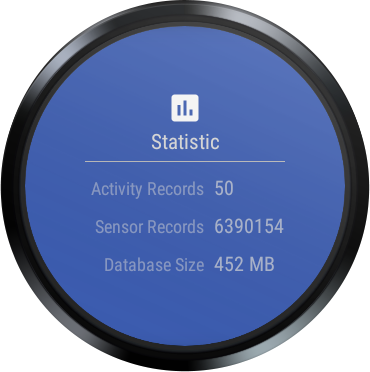 Statistic
Activity Records 50
Sensor Records 6390154
Database Size 452 MB